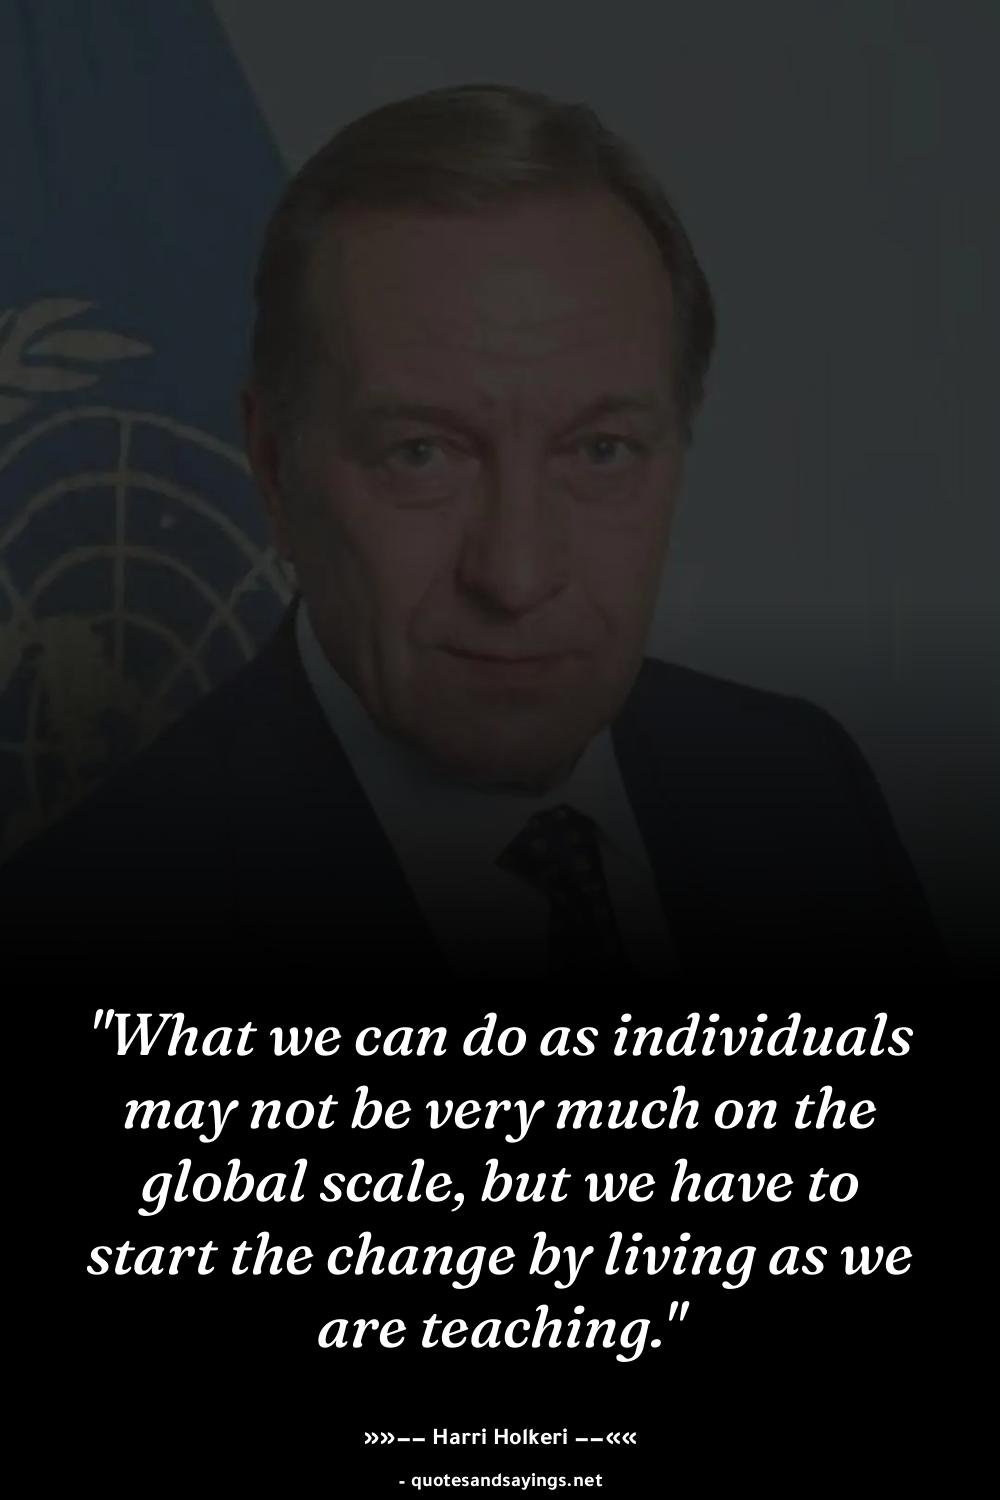 "What we can do as individuals
may not be very much on the
global scale, but we have to
start the change by living as we
are teaching."
»»–– Harri Holkeri ––««
- quotesandsayings.net